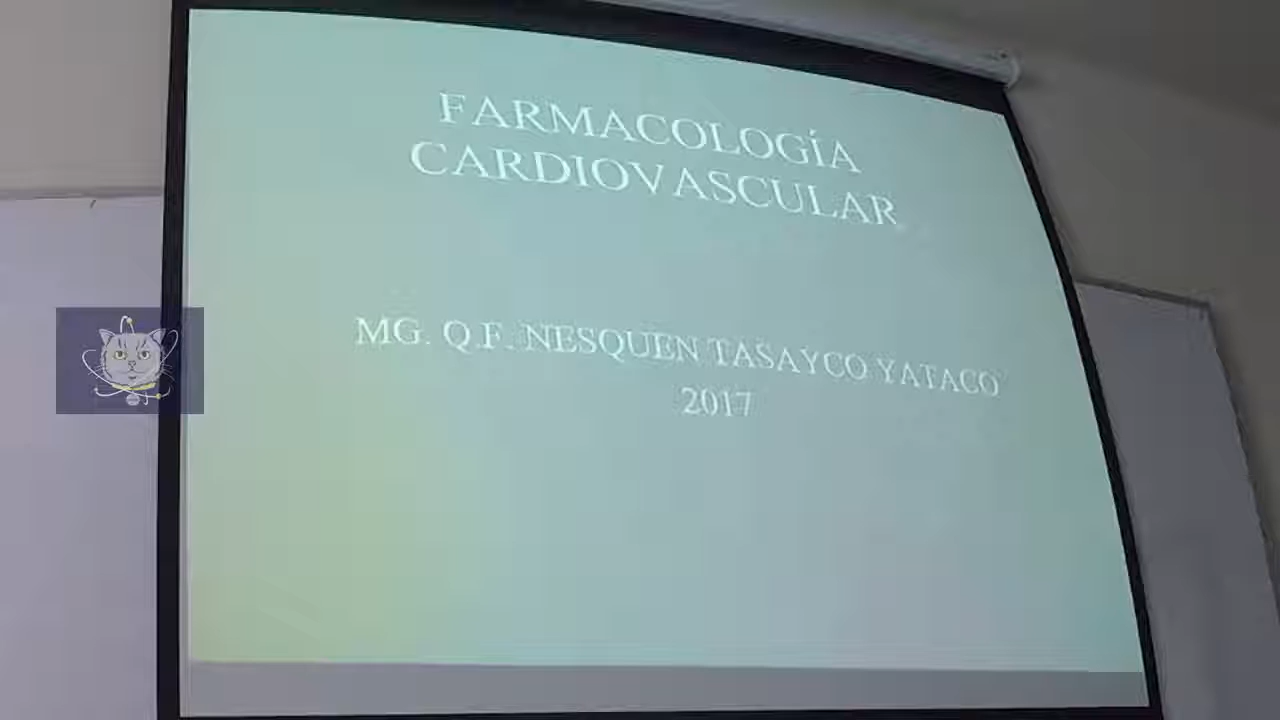 FARMACOLOGÍA
CARDIOVASCULAR
MG. Q.F. NESQUEN TASAYCO YATACO
2017